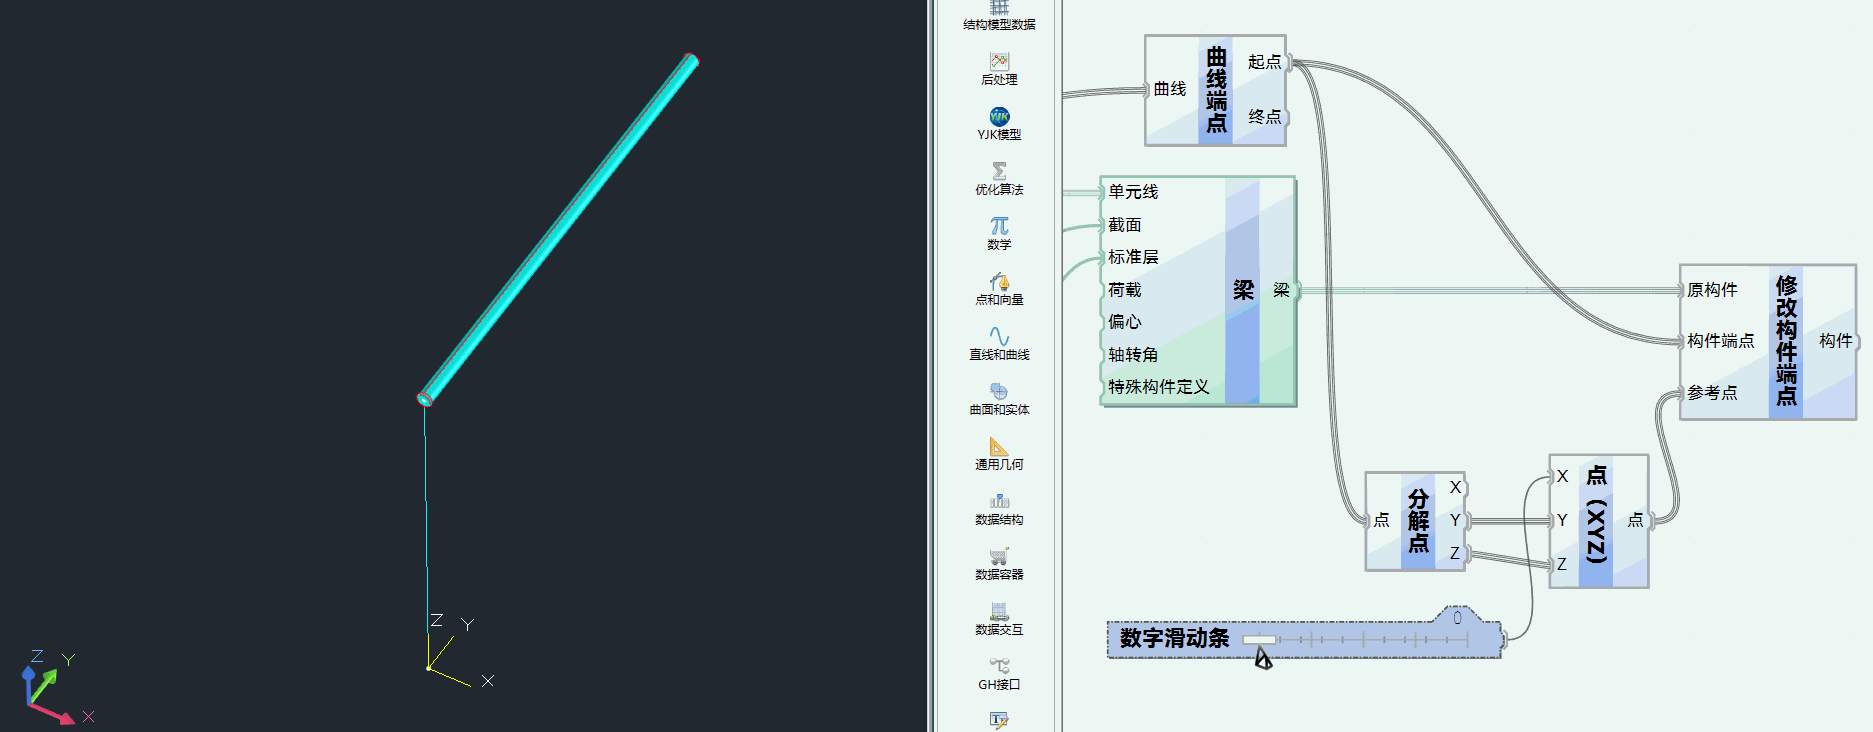 Z
Y
X
Z
Y
X
结构模型数据
后处理
YJK
YJK模型
优化算法
数学
点和向量
直线和曲线
曲面和实体
通用几何
数据结构
数据容器
数据交互
GH接口
曲线
曲线端点
起点
终点
单元线
截面
标准层
荷载
偏心
轴转角
特殊构件定义
梁
梁
原构件
构件端点
参考点
修改构件端点
构件
点
分解点
X
Y
Z
X
Y
Z
点（XYZ）
点
数字滑动条
0